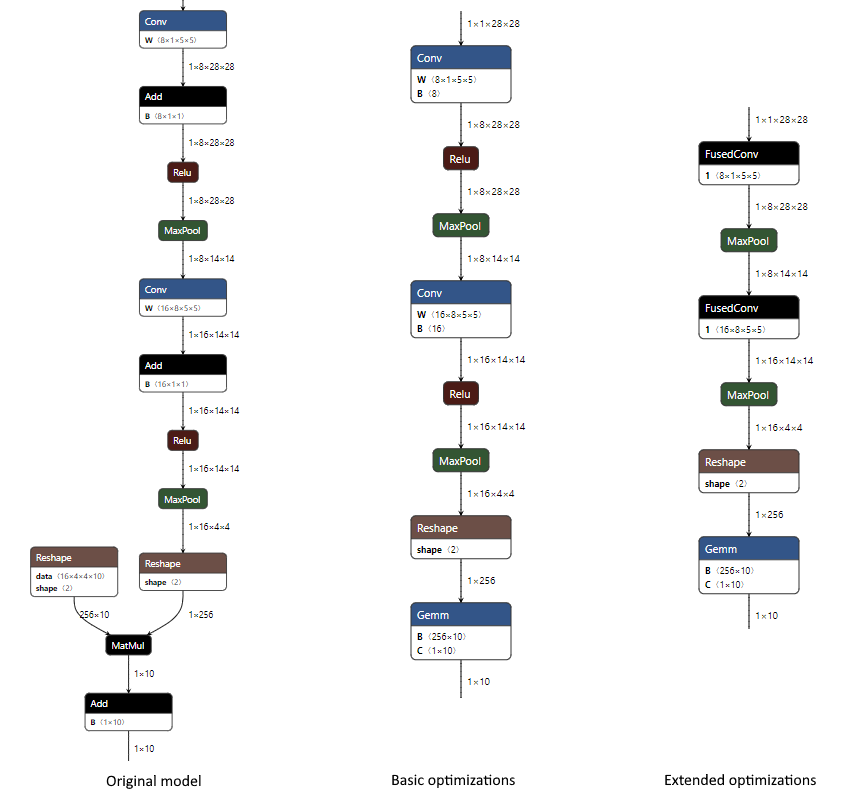 Conv
W ⟨8×1×5×5⟩
1×8×28×28
Add
B ⟨8×1×1⟩
1×8×28×28
Relu
1×8×28×28
MaxPool
1×8×14×14
Conv
W ⟨16×8×5×5⟩
1×16×14×14
Add
B ⟨16×1×1⟩
1×16×14×14
Relu
1×16×14×14
MaxPool
1×16×4×4
Reshape
data ⟨16×4×4×10⟩
shape ⟨2⟩
Reshape
shape ⟨2⟩
256×10
1×256
MatMul
1×10
Add
B ⟨1×10⟩
1×10
Original model
1×1×28×28
Conv
W ⟨8×1×5×5⟩
B ⟨8⟩
1×8×28×28
Relu
1×8×28×28
MaxPool
1×8×14×14
Conv
W ⟨16×8×5×5⟩
B ⟨16⟩
1×16×14×14
Relu
1×16×14×14
MaxPool
1×16×4×4
Reshape
shape ⟨2⟩
1×256
Gemm
B ⟨256×10⟩
C ⟨1×10⟩
1×10
Basic optimizations
1×1×28×28
FusedConv
1 ⟨8×1×5×5⟩
1×8×28×28
MaxPool
1×8×14×14
FusedConv
1 ⟨16×8×5×5⟩
1×16×14×14
MaxPool
1×16×4×4
Reshape
shape ⟨2⟩
1×256
Gemm
B ⟨256×10⟩
C ⟨1×10⟩
1×10
Extended optimizations